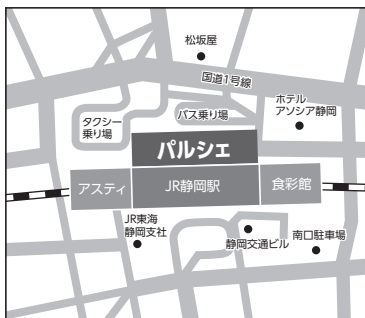 松坂屋
国道1号線
ホテル
アソシア静岡
タクシー
乗り場
バス乗り場
パルシェ
アスティ
JR静岡駅
食彩館
JR東海
静岡支社
静岡交通ビル
南口駐車場